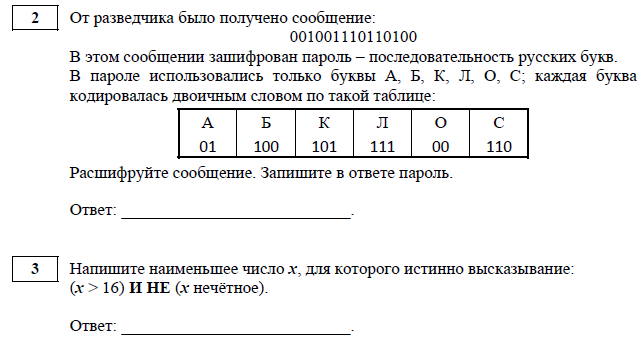 2 От разведчика было получено сообщение:
001001110110100
В этом сообщении зашифрован пароль – последовательность русских букв.
В пароле использовались только буквы А, Б, К, Л, О, С; каждая буква
кодировалась двоичным словом по такой таблице:
А Б К Л О С
01 100 101 111 00 110
Расшифруйте сообщение. Запишите в ответе пароль.
Ответ: ___________________________.
3 Напишите наименьшее число x, для которого истинно высказывание:
(x > 16) И НЕ (x нечётное).
Ответ: ___________________________.